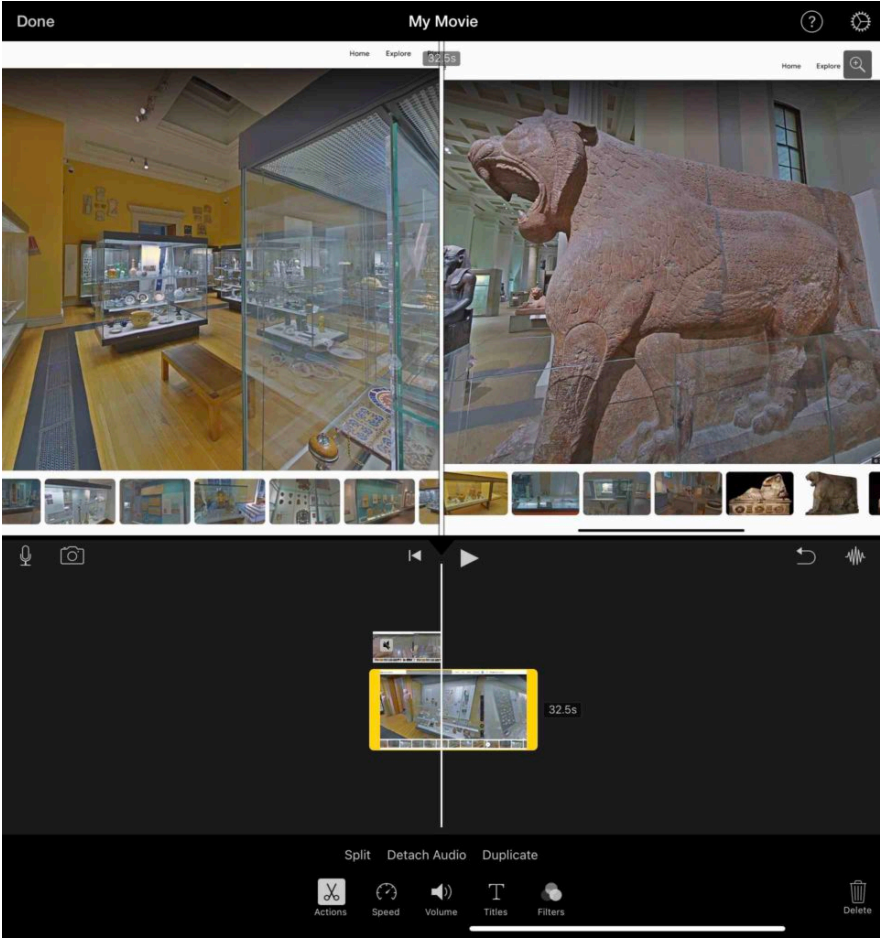 Done
My Movie
?
Home Explore
32.5s
Home Explore
32.5s
Split Detach Audio Duplicate
Actions Speed Volume Titles Filters
Delete